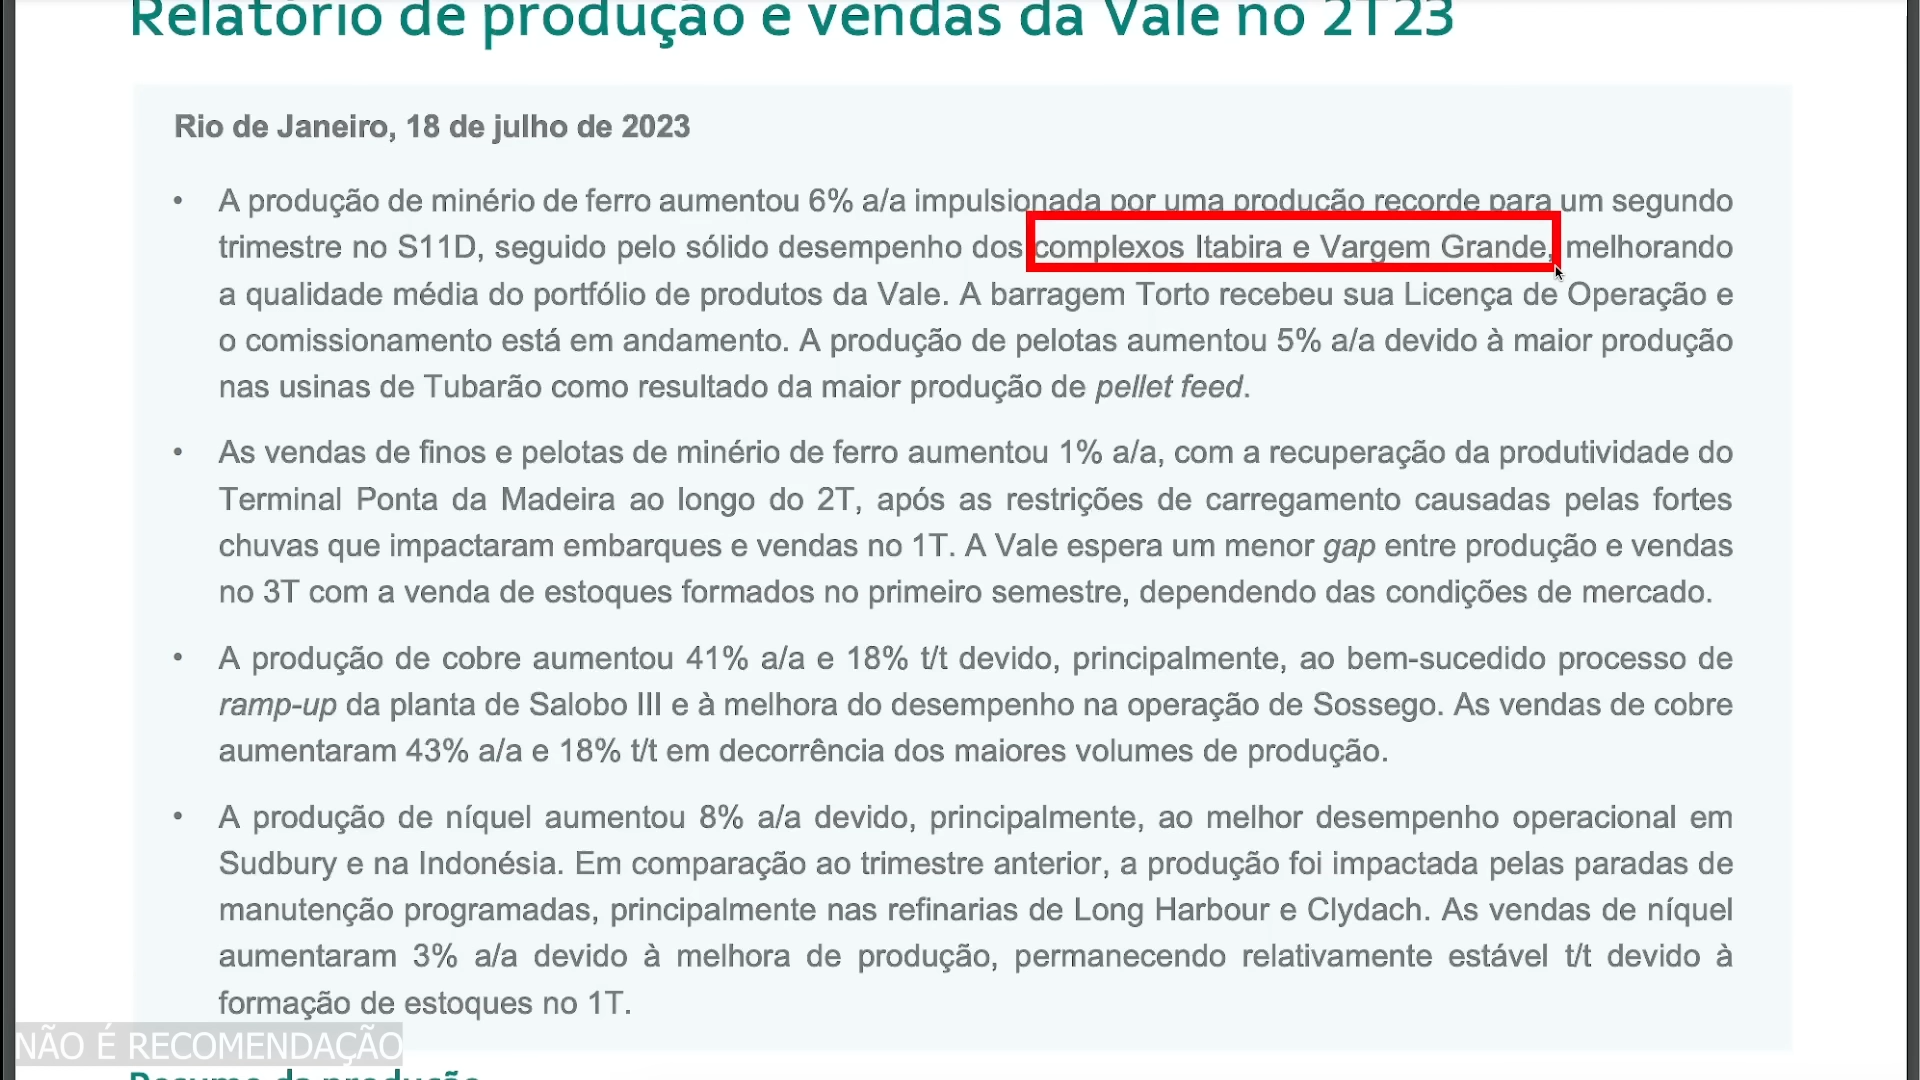 Relatório de produção e vendas da Vale no 2T23
Rio de Janeiro, 18 de julho de 2023
• A produção de minério de ferro aumentou 6% a/a impulsionada por uma produção recorde para um segundo
trimestre no S11D, seguido pelo sólido desempenho dos complexos Itabira e Vargem Grande, melhorando
a qualidade média do portfólio de produtos da Vale. A barragem Torto recebeu sua Licença de Operação e
o comissionamento está em andamento. A produção de pelotas aumentou 5% a/a devido à maior produção
nas usinas de Tubarão como resultado da maior produção de pellet feed.
• As vendas de finos e pelotas de minério de ferro aumentou 1% a/a, com a recuperação da produtividade do
Terminal Ponta da Madeira ao longo do 2T, após as restrições de carregamento causadas pelas fortes
chuvas que impactaram embarques e vendas no 1T. A Vale espera um menor gap entre produção e vendas
no 3T com a venda de estoques formados no primeiro semestre, dependendo das condições de mercado.
• A produção de cobre aumentou 41% a/a e 18% t/t devido, principalmente, ao bem-sucedido processo de
ramp-up da planta de Salobo III e à melhora do desempenho na operação de Sossego. As vendas de cobre
aumentaram 43% a/a e 18% t/t em decorrência dos maiores volumes de produção.
• A produção de níquel aumentou 8% a/a devido, principalmente, ao melhor desempenho operacional em
Sudbury e na Indonésia. Em comparação ao trimestre anterior, a produção foi impactada pelas paradas de
manutenção programadas, principalmente nas refinarias de Long Harbour e Clydach. As vendas de níquel
aumentaram 3% a/a devido à melhora de produção, permanecendo relativamente estável t/t devido à
formação de estoques no 1T.
NÃO É RECOMENDAÇÃO
Resumo da produção